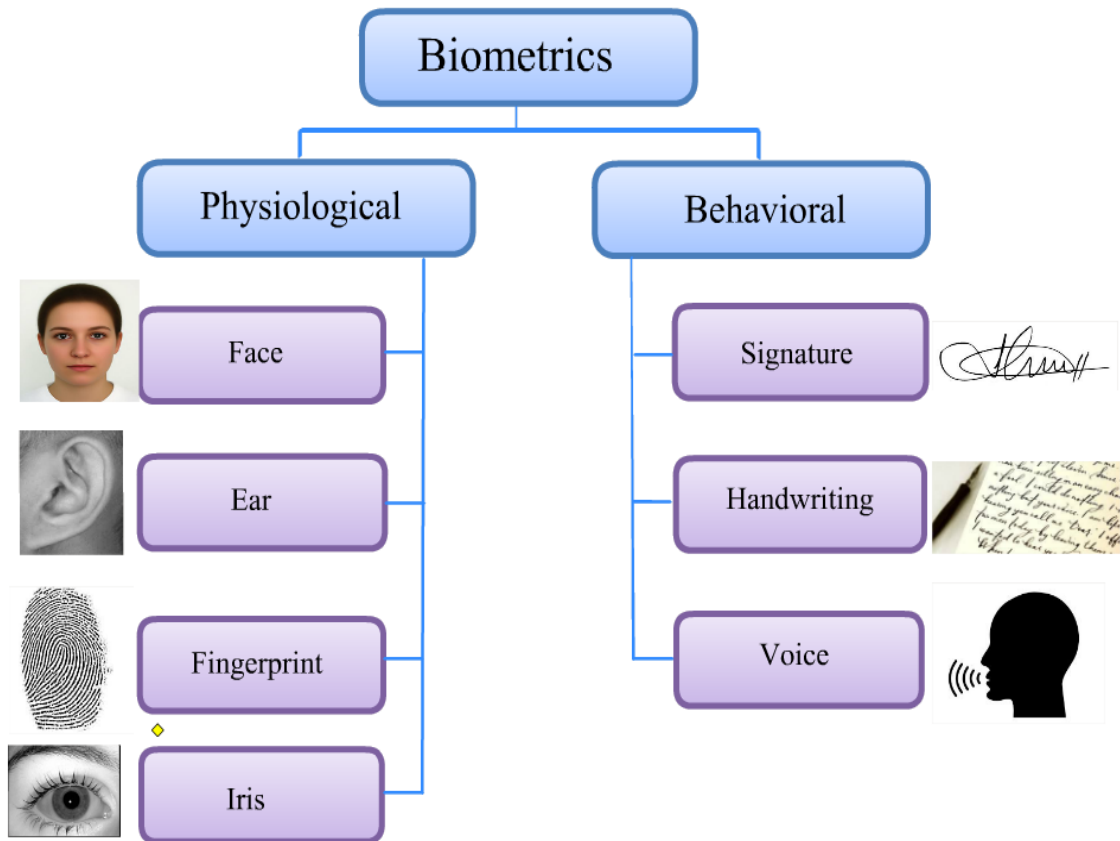 Biometrics
Physiological
Behavioral
Face
Signature
Ear
Handwriting
Fingerprint
Voice
Iris